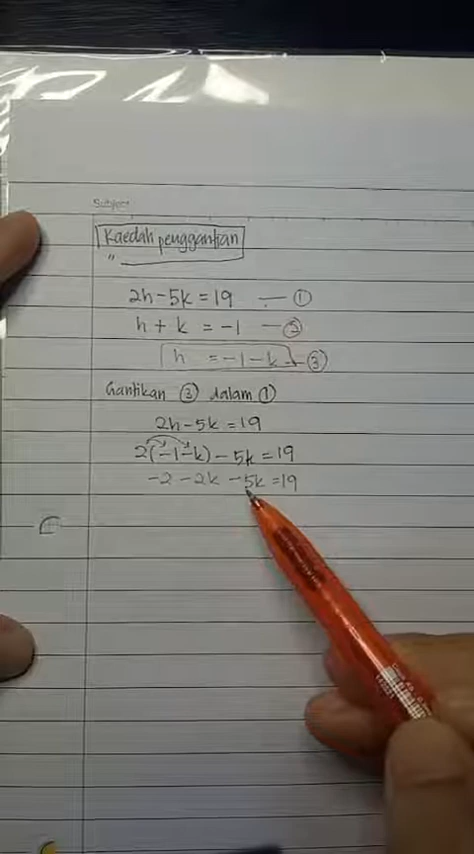 Subject
Kaedah penggantian
2h - 5k = 19 — ①
h + k = -1 — ②
h = -1 - k — ③
Gantikan ③ dalam ①
2h - 5k = 19
2(-1 - k) - 5k = 19
-2 - 2k - 5k = 19